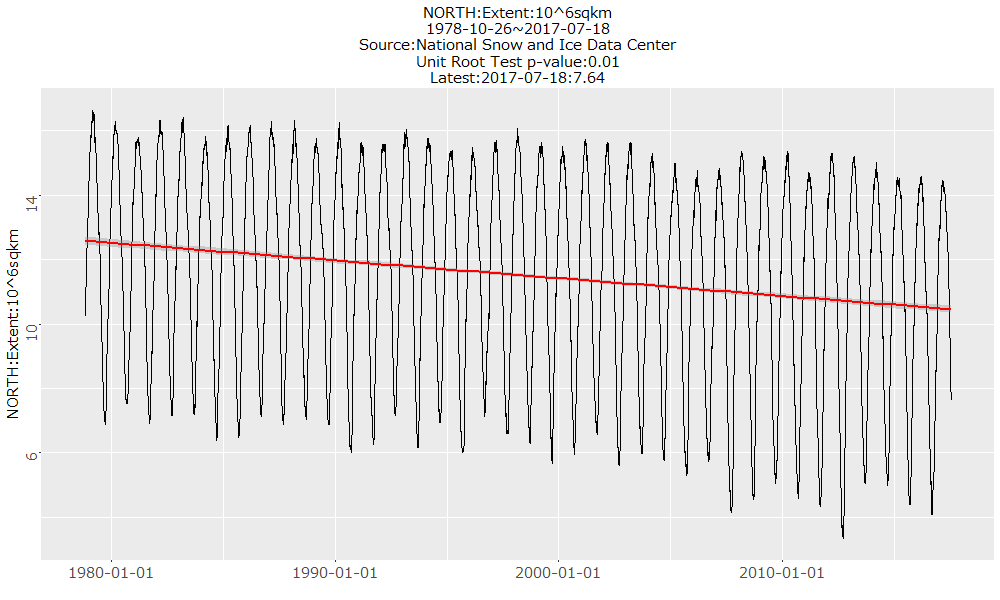 NORTH:Extent:10^6sqkm
1978-10-26~2017-07-18
Source:National Snow and Ice Data Center
Unit Root Test p-value:0.01
Latest:2017-07-18:7.64
NORTH:Extent:10^6sqkm
14
10
6
1980-01-01 1990-01-01 2000-01-01 2010-01-01